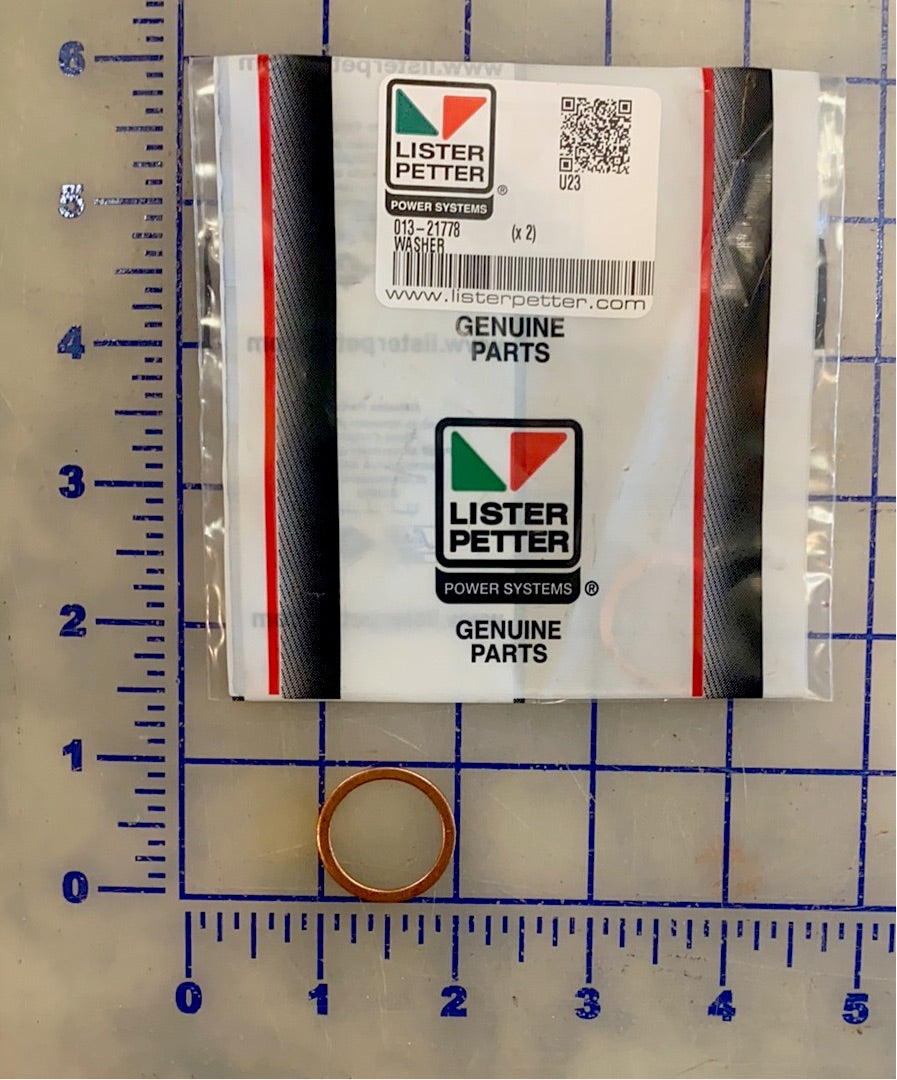 6
5
4
3
2
1
0
LISTER
PETTER
®
POWER SYSTEMS
U23
013-21778 (x 2)
WASHER
www.listerpetter.com
GENUINE
PARTS
LISTER
PETTER
POWER SYSTEMS ®
GENUINE
PARTS
0 1 2 3 4 5